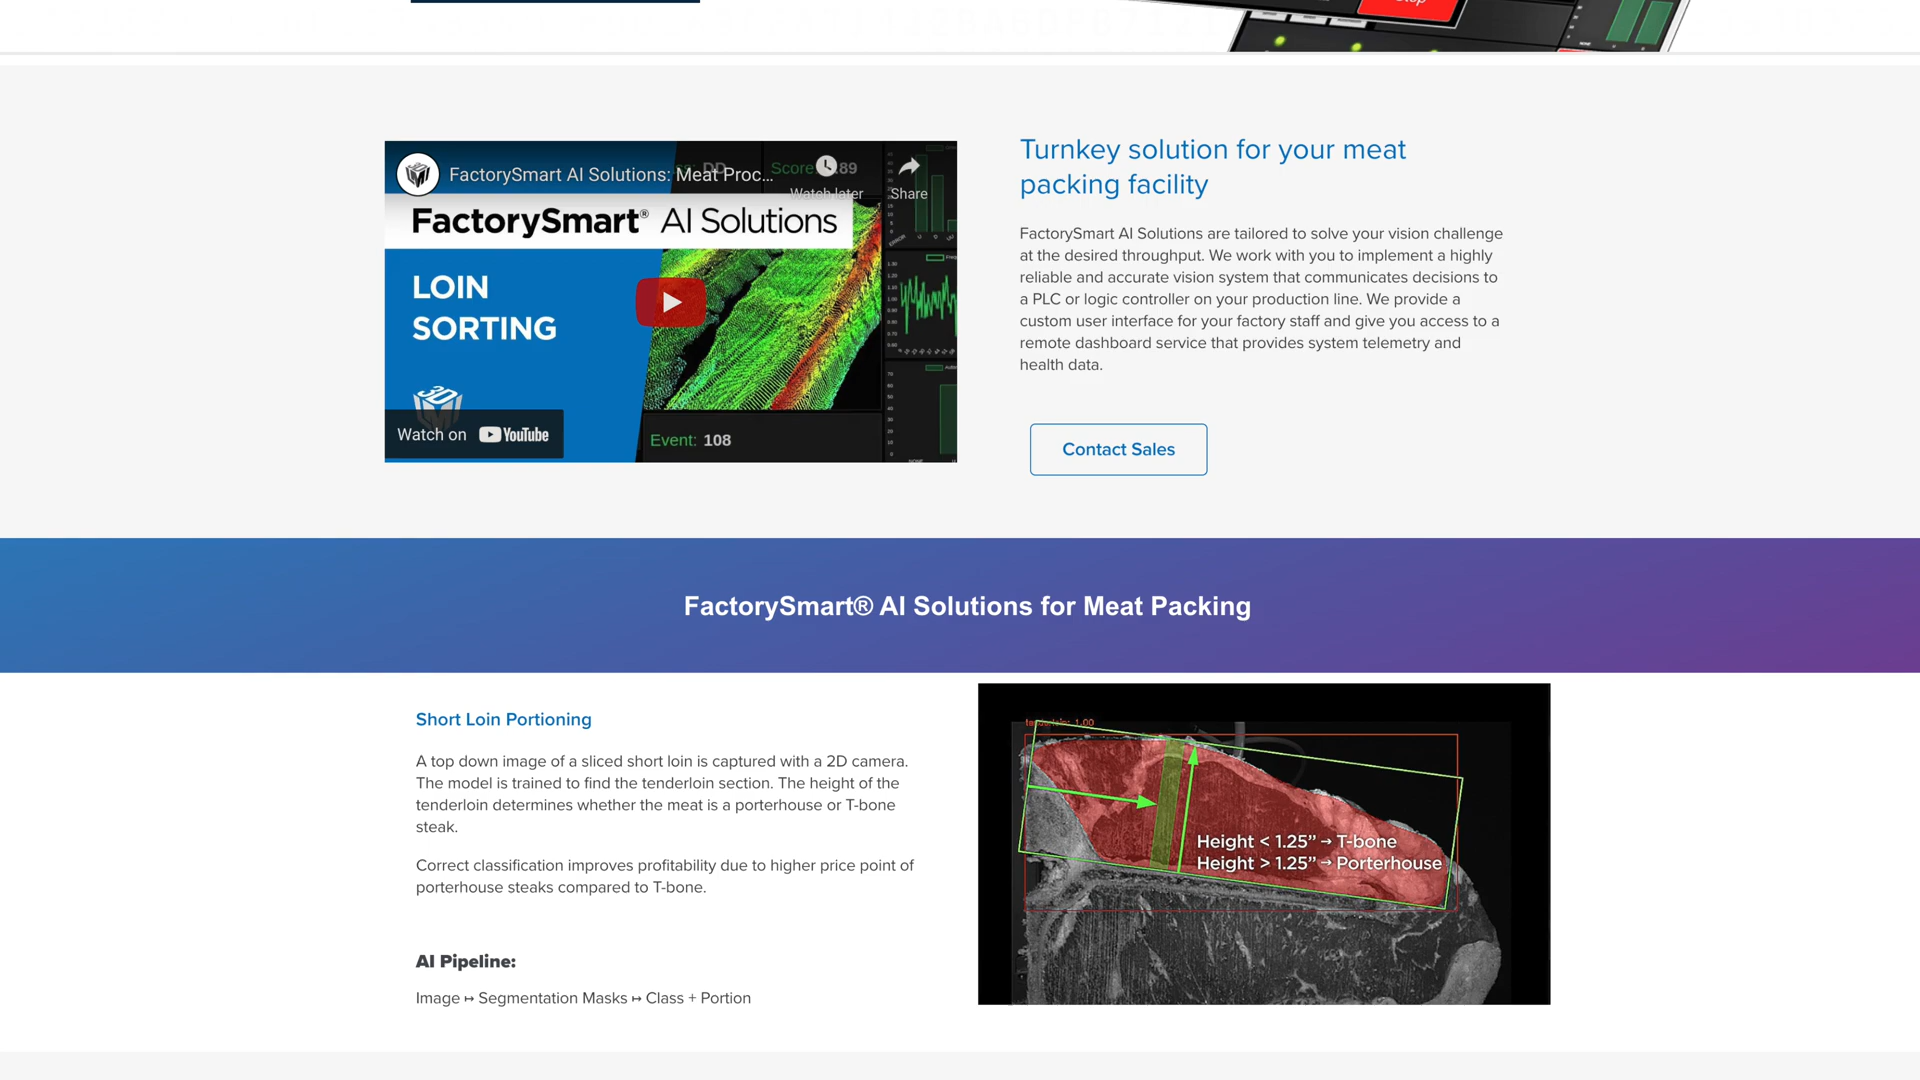 Stop
FactorySmart AI Solutions: Meat Proc...
DD
Score
.89
Watch later
Share
FactorySmart® AI Solutions
LOIN
SORTING
Watch on YouTube
Event: 108
Turnkey solution for your meat
packing facility
FactorySmart AI Solutions are tailored to solve your vision challenge
at the desired throughput. We work with you to implement a highly
reliable and accurate vision system that communicates decisions to
a PLC or logic controller on your production line. We provide a
custom user interface for your factory staff and give you access to a
remote dashboard service that provides system telemetry and
health data.
Contact Sales
FactorySmart® AI Solutions for Meat Packing
Short Loin Portioning
A top down image of a sliced short loin is captured with a 2D camera.
The model is trained to find the tenderloin section. The height of the
tenderloin determines whether the meat is a porterhouse or T-bone
steak.
Correct classification improves profitability due to higher price point of
porterhouse steaks compared to T-bone.
AI Pipeline:
Image ↦ Segmentation Masks ↦ Class + Portion
1.00
Height < 1.25” → T-bone
Height > 1.25” → Porterhouse